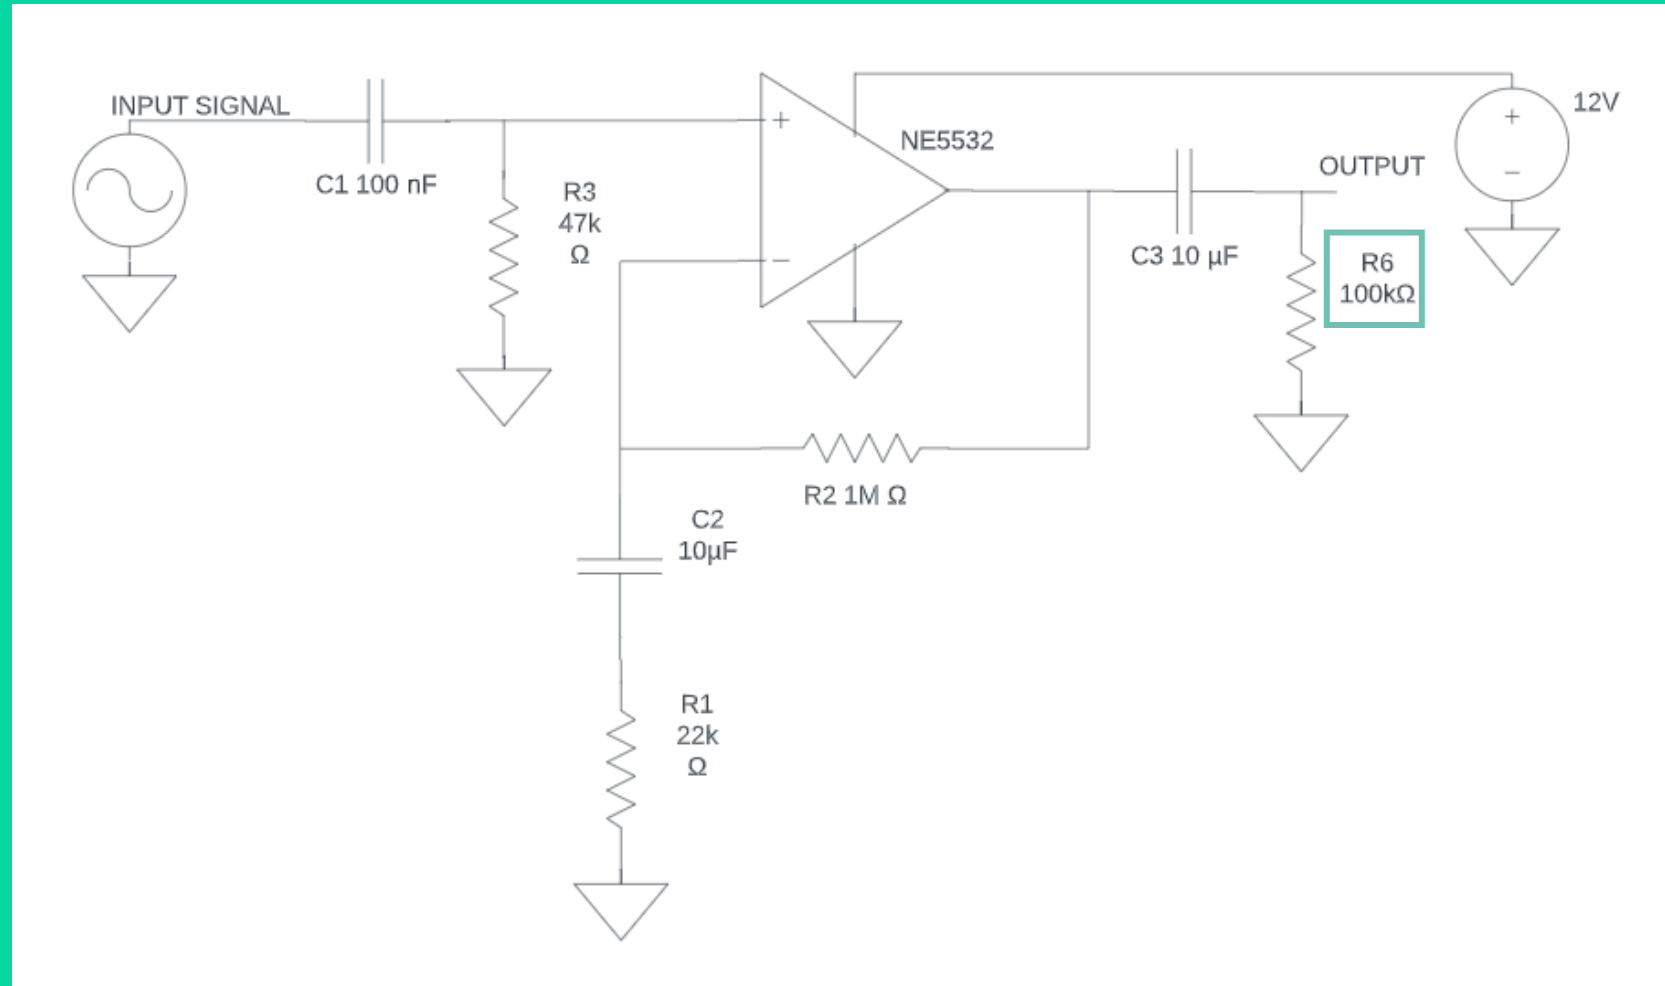 INPUT SIGNAL
C1 100 nF
R3
47k
Ω
+
−
NE5532
12V
+
−
OUTPUT
C3 10 µF
R6
100kΩ
R2 1M Ω
C2
10µF
R1
22k
Ω